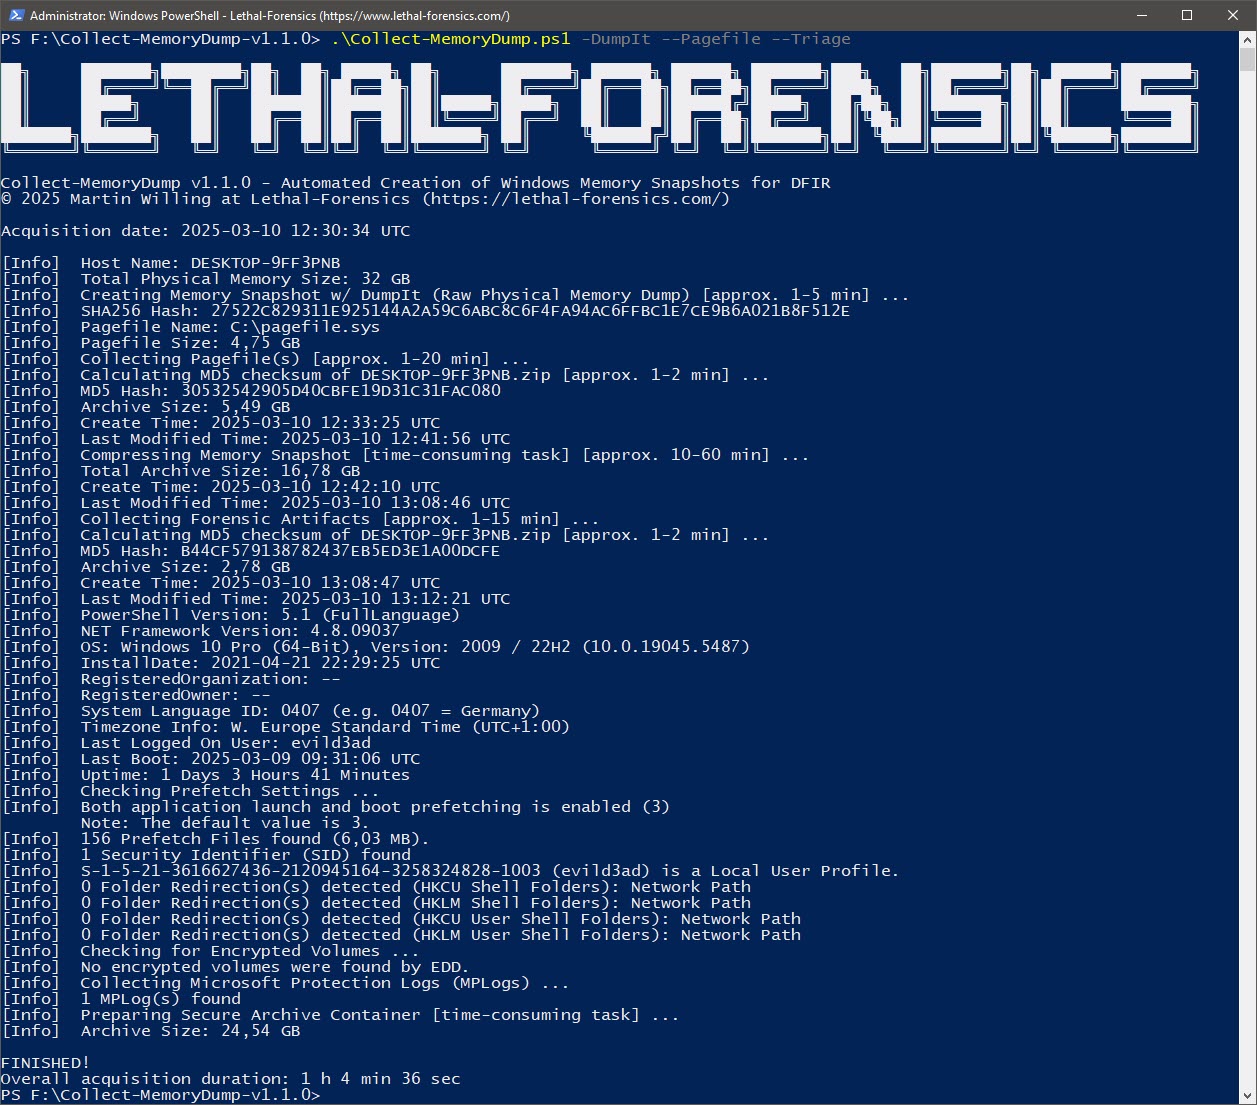 Administrator: Windows PowerShell - Lethal-Forensics (https://www.lethal-forensics.com/)
PS F:\Collect-MemoryDump-v1.1.0> .\Collect-MemoryDump.ps1 -DumpIt --Pagefile --Triage
LETHAL-FORENSICS
Collect-MemoryDump v1.1.0 - Automated Creation of Windows Memory Snapshots for DFIR
© 2025 Martin Willing at Lethal-Forensics (https://lethal-forensics.com/)
Acquisition date: 2025-03-10 12:30:34 UTC
[Info]  Host Name: DESKTOP-9FF3PNB
[Info]  Total Physical Memory Size: 32 GB
[Info]  Creating Memory Snapshot w/ DumpIt (Raw Physical Memory Dump) [approx. 1-5 min] ...
[Info]  SHA256 Hash: 27522C829311E925144A2A59C6ABC8C6F4FA94AC6FFBC1E7CE9B6A021B8F512E
[Info]  Pagefile Name: C:\pagefile.sys
[Info]  Pagefile Size: 4,75 GB
[Info]  Collecting Pagefile(s) [approx. 1-20 min] ...
[Info]  Calculating MD5 checksum of DESKTOP-9FF3PNB.zip [approx. 1-2 min] ...
[Info]  MD5 Hash: 30532542905D40CBFE19D31C31FAC080
[Info]  Archive Size: 5,49 GB
[Info]  Create Time: 2025-03-10 12:33:25 UTC
[Info]  Last Modified Time: 2025-03-10 12:41:56 UTC
[Info]  Compressing Memory Snapshot [time-consuming task] [approx. 10-60 min] ...
[Info]  Total Archive Size: 16,78 GB
[Info]  Create Time: 2025-03-10 12:42:10 UTC
[Info]  Last Modified Time: 2025-03-10 13:08:46 UTC
[Info]  Collecting Forensic Artifacts [approx. 1-15 min] ...
[Info]  Calculating MD5 checksum of DESKTOP-9FF3PNB.zip [approx. 1-2 min] ...
[Info]  MD5 Hash: B44CF579138782437EB5ED3E1A00DCFE
[Info]  Archive Size: 2,78 GB
[Info]  Create Time: 2025-03-10 13:08:47 UTC
[Info]  Last Modified Time: 2025-03-10 13:12:21 UTC
[Info]  PowerShell Version: 5.1 (FullLanguage)
[Info]  NET Framework Version: 4.8.09037
[Info]  OS: Windows 10 Pro (64-Bit), Version: 2009 / 22H2 (10.0.19045.5487)
[Info]  InstallDate: 2021-04-21 22:29:25 UTC
[Info]  RegisteredOrganization: --
[Info]  RegisteredOwner: --
[Info]  System Language ID: 0407 (e.g. 0407 = Germany)
[Info]  Timezone Info: W. Europe Standard Time (UTC+1:00)
[Info]  Last Logged On User: evild3ad
[Info]  Last Boot: 2025-03-09 09:31:06 UTC
[Info]  Uptime: 1 Days 3 Hours 41 Minutes
[Info]  Checking Prefetch Settings ...
[Info]  Both application launch and boot prefetching is enabled (3)
Note: The default value is 3.
[Info]  156 Prefetch Files found (6,03 MB).
[Info]  1 Security Identifier (SID) found
[Info]  S-1-5-21-3616627436-2120945164-3258324828-1003 (evild3ad) is a Local User Profile.
[Info]  0 Folder Redirection(s) detected (HKCU Shell Folders): Network Path
[Info]  0 Folder Redirection(s) detected (HKLM Shell Folders): Network Path
[Info]  0 Folder Redirection(s) detected (HKCU User Shell Folders): Network Path
[Info]  0 Folder Redirection(s) detected (HKLM User Shell Folders): Network Path
[Info]  Checking for Encrypted Volumes ...
[Info]  No encrypted volumes were found by EDD.
[Info]  Collecting Microsoft Protection Logs (MPLogs) ...
[Info]  1 MPLog(s) found
[Info]  Preparing Secure Archive Container [time-consuming task] ...
[Info]  Archive Size: 24,54 GB
FINISHED!
Overall acquisition duration: 1 h 4 min 36 sec
PS F:\Collect-MemoryDump-v1.1.0>